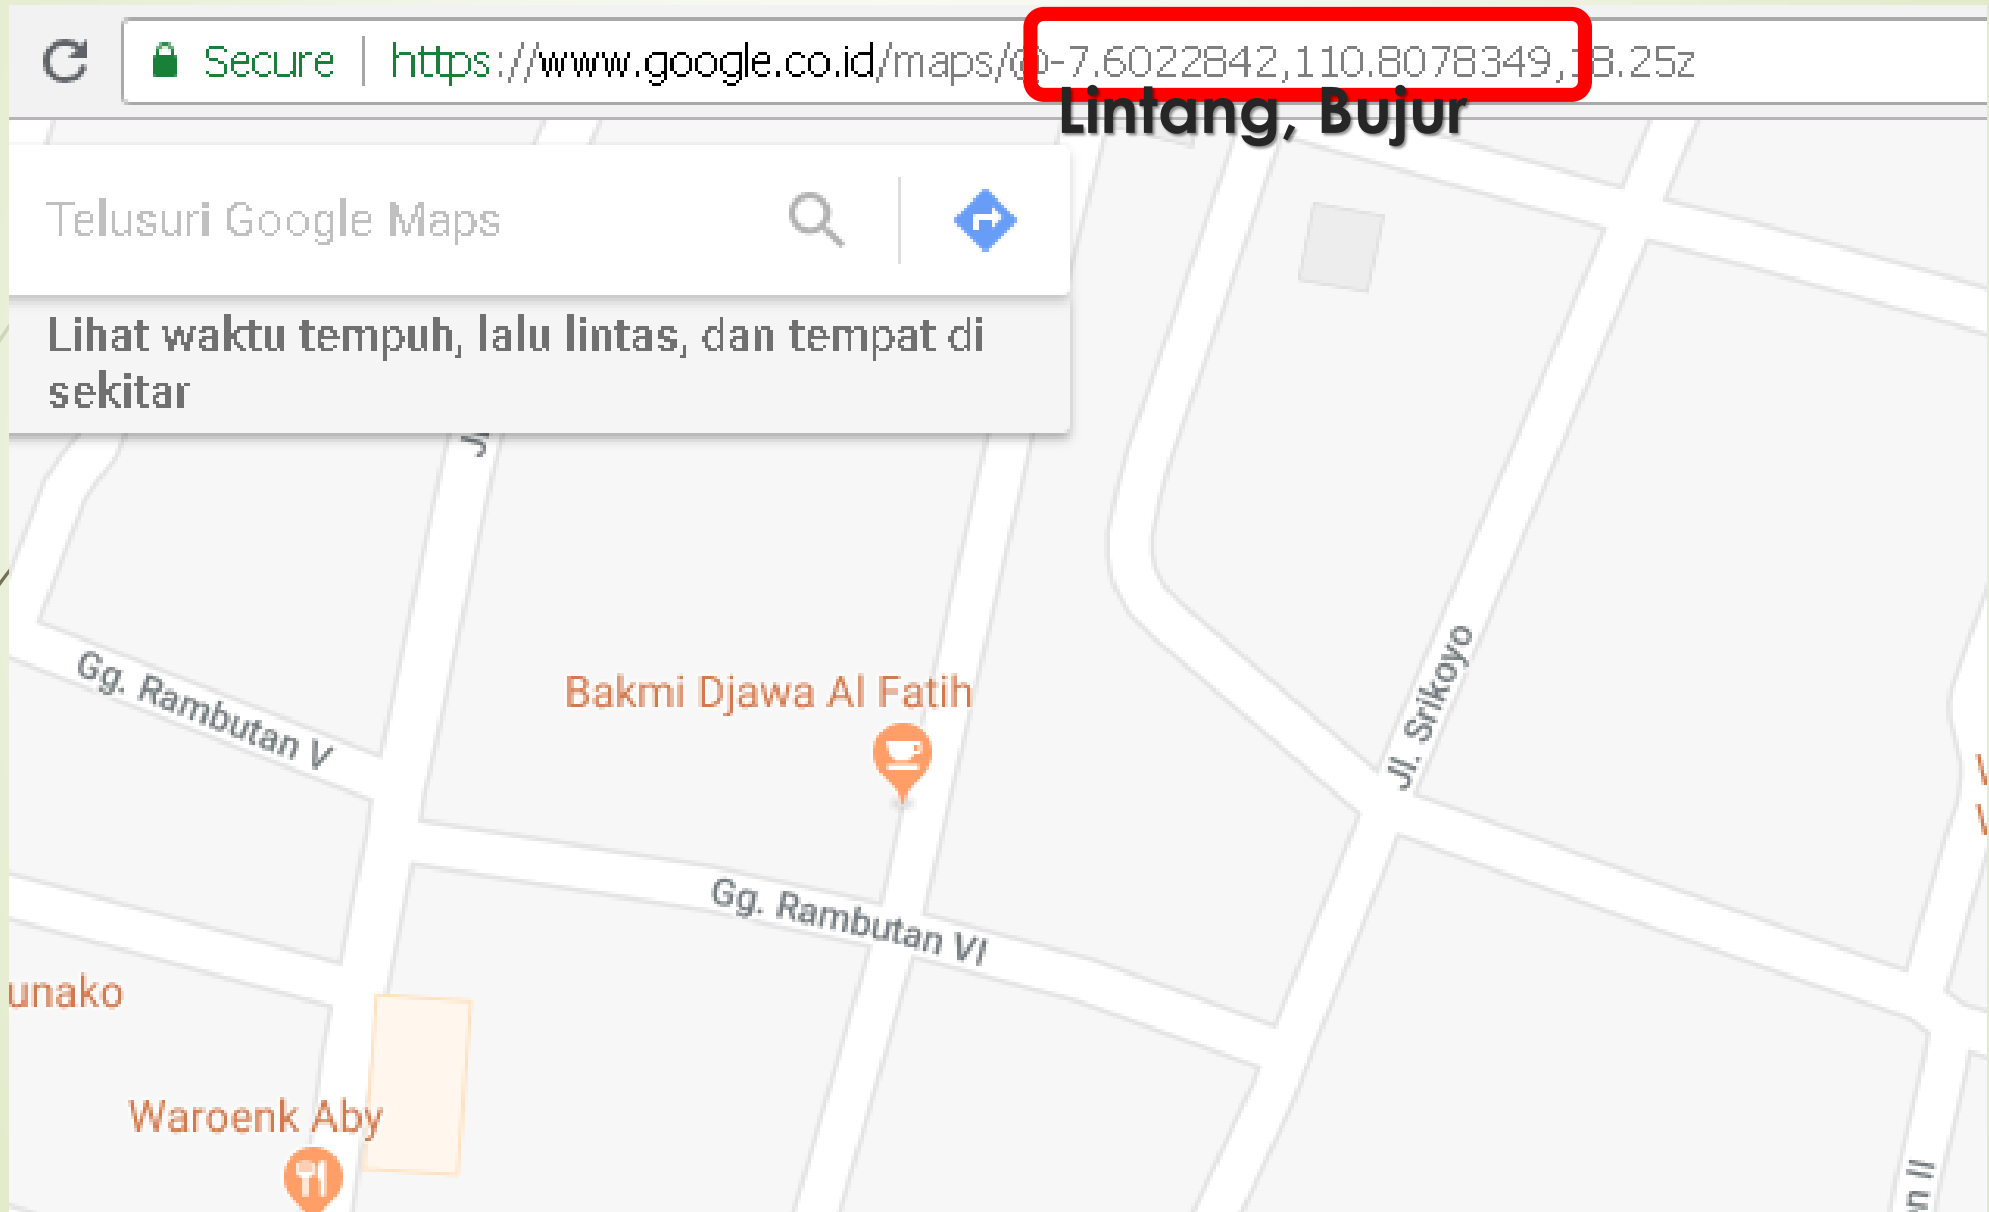 Secure | https://www.google.co.id/maps/@-7.6022842,110.8078349,18.25z
Lintang, Bujur
Telusuri Google Maps
Lihat waktu tempuh, lalu lintas, dan tempat di
sekitar
Jl. Srikoyo
Gg. Rambutan V
Bakmi Djawa Al Fatih
Gg. Rambutan VI
unako
Waroenk Aby
n II